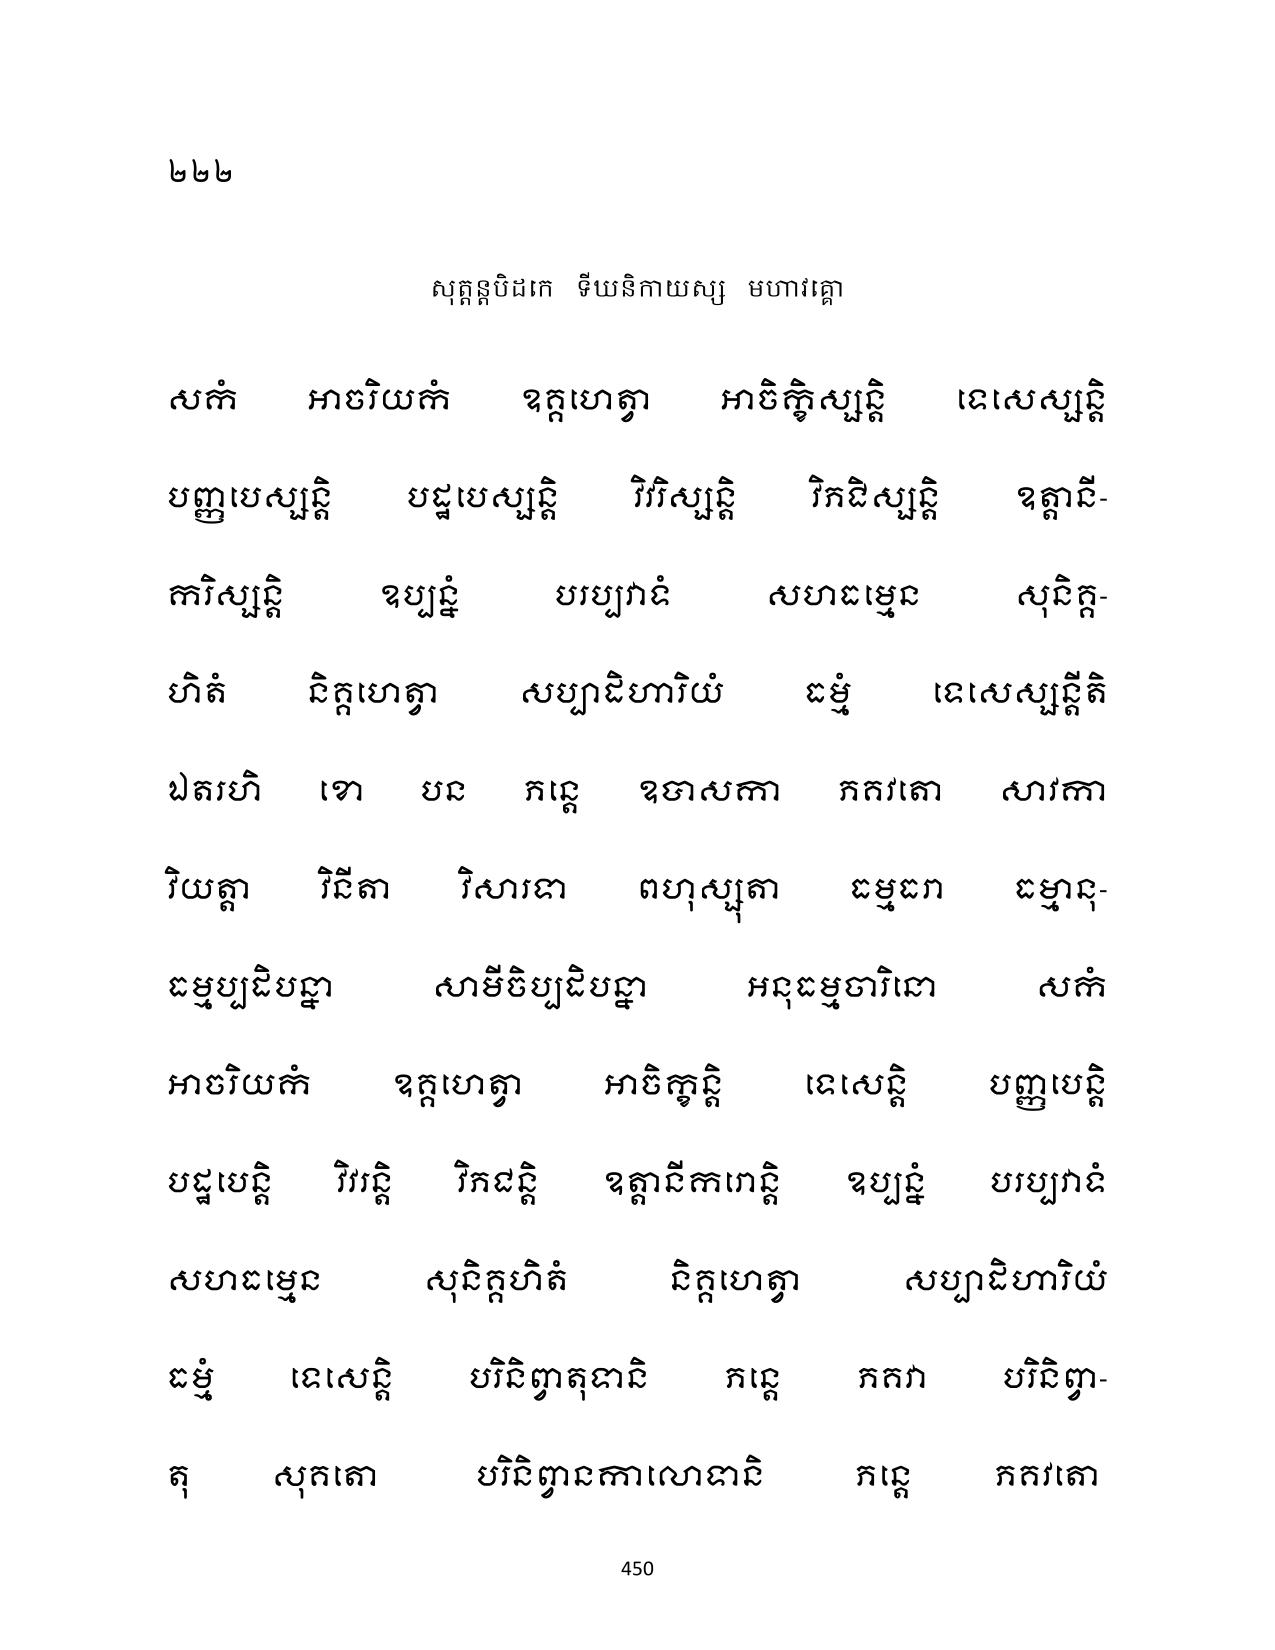 ២២២
សុត្តន្តបិដកេ ទីឃនិកាយស្ស មហាវគ្គោ
សកំ អាចរិយកំ ឧគ្គហេត្វា អាចិក្ខិស្សន្តិ ទេសេស្សន្តិ
បញ្ញបេស្សន្តិ បដ្ឋបេស្សន្តិ វិវរិស្សន្តិ វិភជិស្សន្តិ ឧត្តានី-
ករិស្សន្តិ ឧប្បន្នំ បរប្បវាទំ សហធម្មេន សុនិគ្គ-
ហិតំ និគ្គហេត្វា សប្បាដិហារិយំ ធម្មំ ទេសេស្សន្តីតិ
ឯតរហិ ខោ បន ភន្តេ ឧបាសកា ភគវតោ សាវកា
វិយត្តា វិនីតា វិសារទា ពហុស្សុតា ធម្មធរា ធម្មានុ-
ធម្មប្បដិបន្នា សាមីចិប្បដិបន្នា អនុធម្មចារិនោ សកំ
អាចរិយកំ ឧគ្គហេត្វា អាចិក្ខន្តិ ទេសេន្តិ បញ្ញបេន្តិ
បដ្ឋបេន្តិ វិវរន្តិ វិភជន្តិ ឧត្តានីករោន្តិ ឧប្បន្នំ បរប្បវាទំ
សហធម្មេន សុនិគ្គហិតំ និគ្គហេត្វា សប្បាដិហារិយំ
ធម្មំ ទេសេន្តិ បរិនិព្វាតុទានិ ភន្តេ ភគវា បរិនិព្វា-
តុ សុគតោ បរិនិព្វានកាលោទានិ ភន្តេ ភគវតោ
450